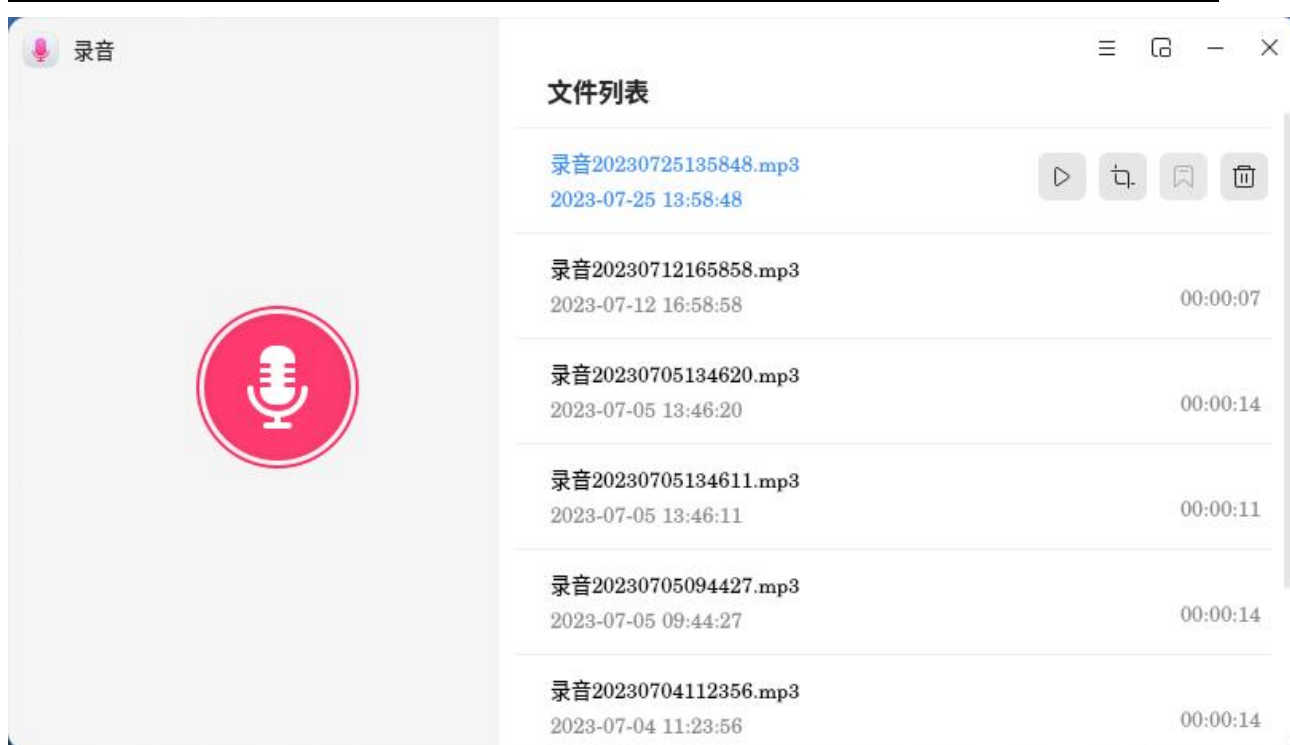 录音
文件列表
录音20230725135848.mp3
2023-07-25 13:58:48
录音20230712165858.mp3
2023-07-12 16:58:58
00:00:07
录音20230705134620.mp3
2023-07-05 13:46:20
00:00:14
录音20230705134611.mp3
2023-07-05 13:46:11
00:00:11
录音20230705094427.mp3
2023-07-05 09:44:27
00:00:14
录音20230704112356.mp3
2023-07-04 11:23:56
00:00:14